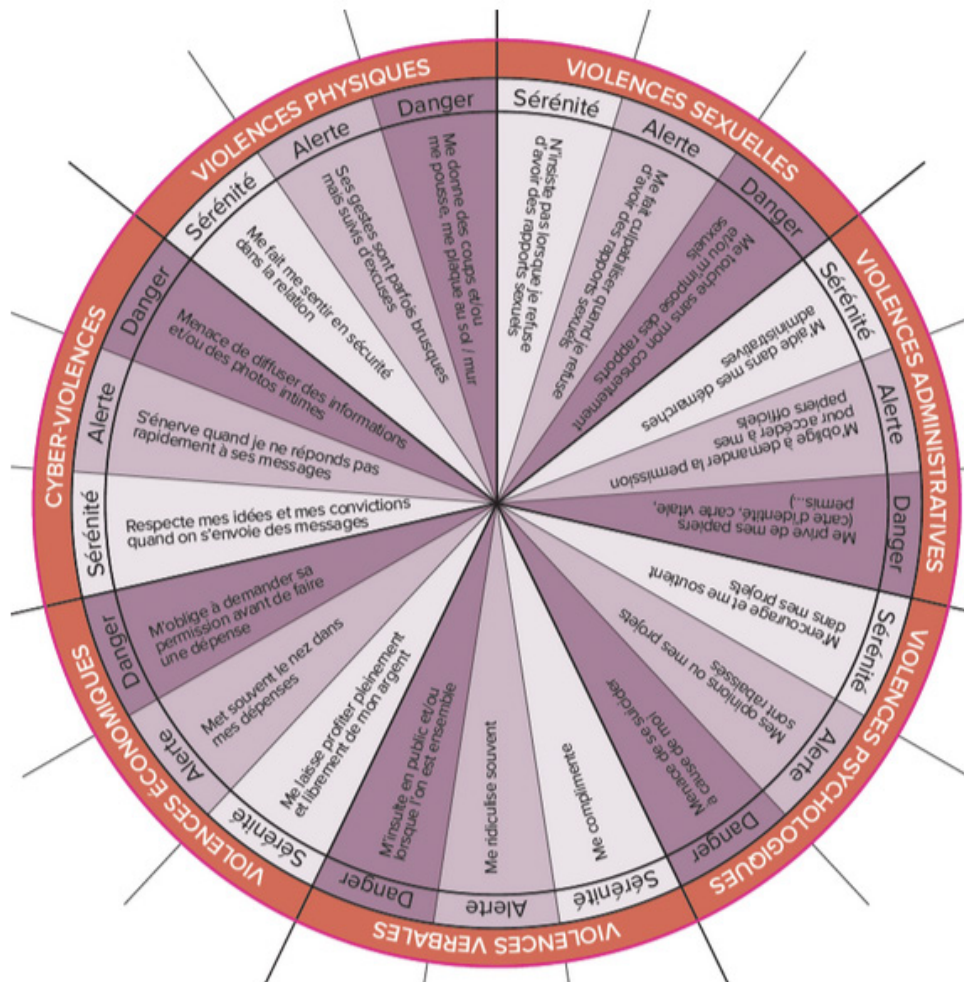 VIOLENCES SEXUELLES
Sérénité
N'insiste pas lorsque je refuse
d'avoir des rapports sexuels
Alerte
Me fait culpabiliser quand je refuse
d'avoir des rapports sexuels
Danger
Me touche sans mon consentement
et/ou m'impose des rapports
sexuels
VIOLENCES ADMINISTRATIVES
Sérénité
M'aide dans mes démarches
administratives
Alerte
M'oblige à demander la permission
pour accéder à mes
papiers officiels
Danger
Me prive de mes papiers
(carte d'identité, carte vitale,
permis...)
VIOLENCES PSYCHOLOGIQUES
Sérénité
M'encourage et me soutient
dans mes projets
Alerte
Mes opinions ou mes projets
sont rabaissés
Danger
Menace de se suicider
à cause de moi
VIOLENCES VERBALES
Sérénité
Me complimente
Alerte
Me ridiculise souvent
Danger
M'insulte en public et/ou
lorsque l'on est ensemble
VIOLENCES ÉCONOMIQUES
Sérénité
Me laisse profiter pleinement
et librement de mon argent
Alerte
Met souvent le nez dans
mes dépenses
Danger
M'oblige à demander sa
permission avant de faire
une dépense
CYBER-VIOLENCES
Sérénité
Respecte mes idées et mes convictions
quand on s'envoie des messages
Alerte
S'énerve quand je ne réponds pas
rapidement à ses messages
Danger
Menace de diffuser des informations
et/ou des photos intimes
VIOLENCES PHYSIQUES
Sérénité
Me fait me sentir en sécurité
dans la relation
Alerte
Ses gestes sont parfois brusques
mais suivis d'excuses
Danger
Me donne des coups et/ou
me pousse, me plaque au sol / mur